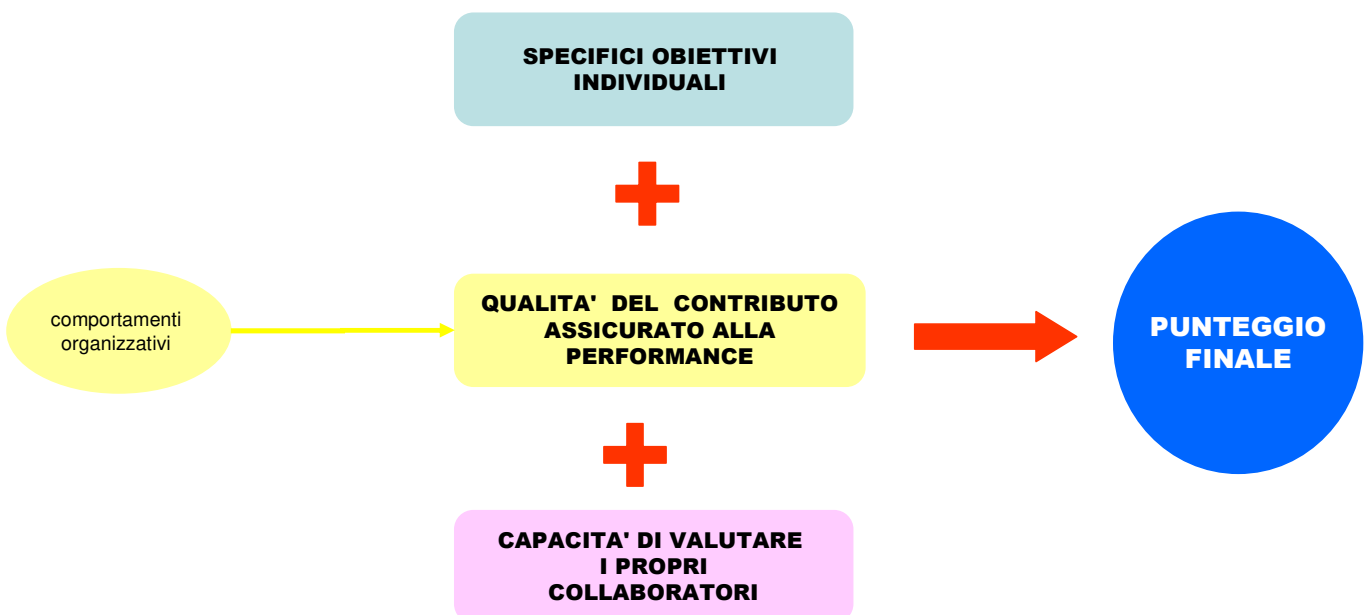 SPECIFICI OBIETTIVI
INDIVIDUALI
comportamenti
organizzativi
QUALITA' DEL CONTRIBUTO
ASSICURATO ALLA
PERFORMANCE
PUNTEGGIO
FINALE
CAPACITA' DI VALUTARE
I PROPRI
COLLABORATORI